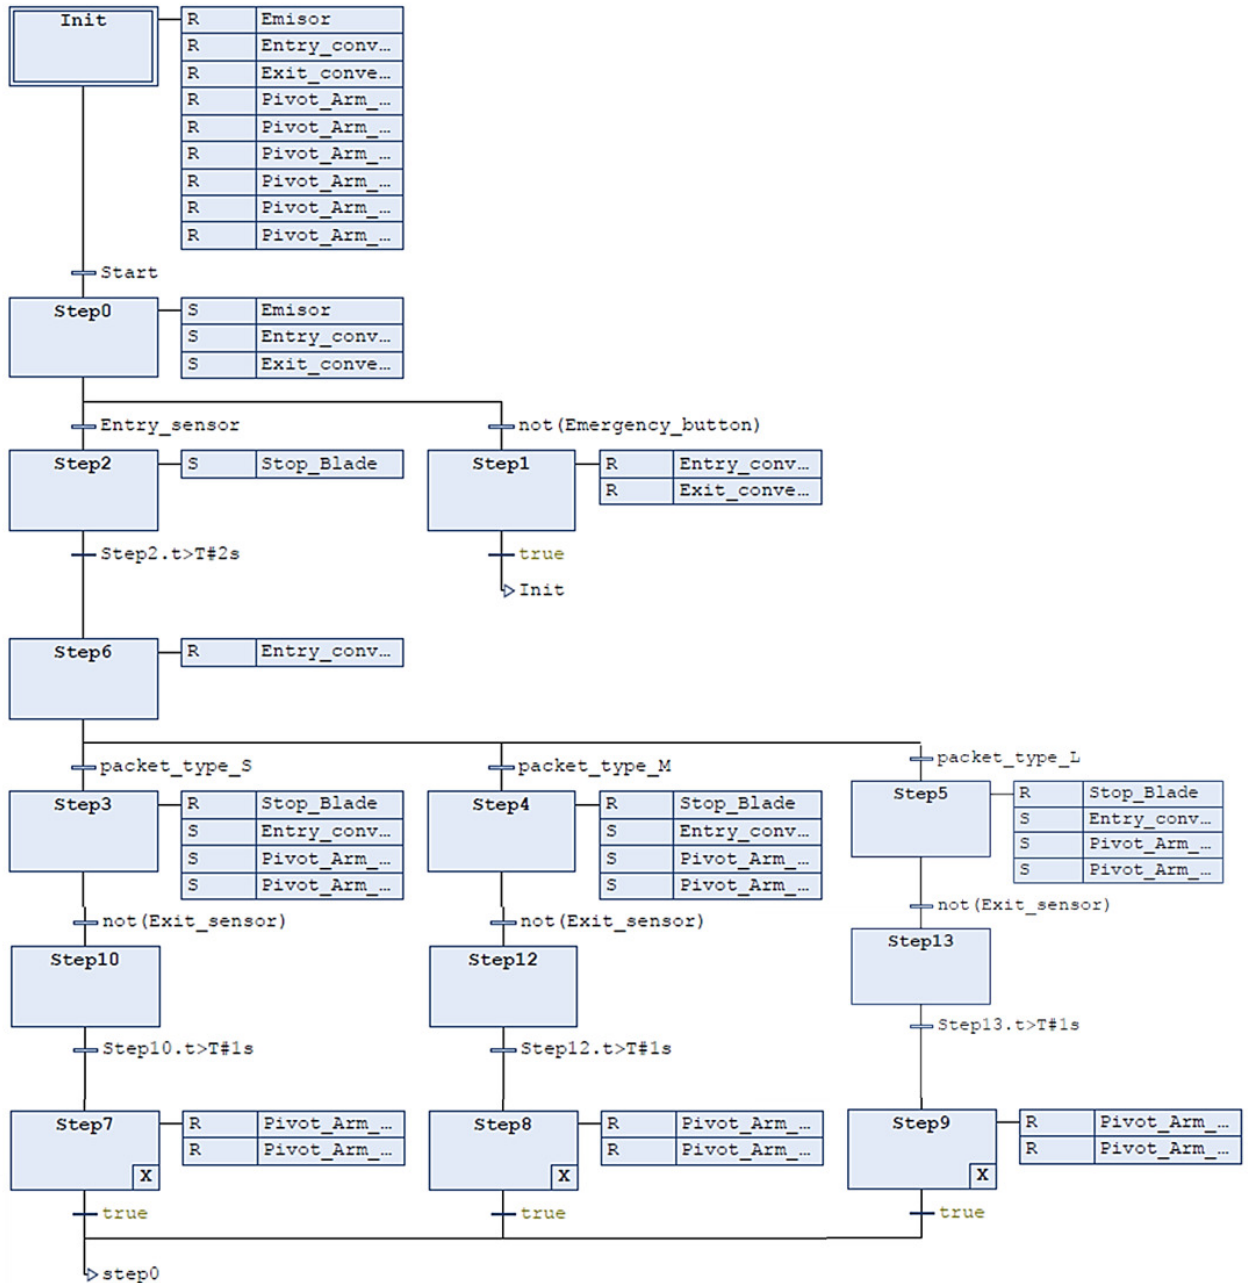 Init
R Emisor
R Entry_conv…
R Exit_conve…
R Pivot_Arm_…
R Pivot_Arm_…
R Pivot_Arm_…
R Pivot_Arm_…
R Pivot_Arm_…
R Pivot_Arm_…
Start
Step0
S Emisor
S Entry_conv…
S Exit_conve…
Entry_sensor
not(Emergency_button)
Step2
S Stop_Blade
Step1
R Entry_conv…
R Exit_conve…
Step2.t>T#2s
true
Init
Step6
R Entry_conv…
packet_type_S
packet_type_M
packet_type_L
Step3
R Stop_Blade
S Entry_conv…
S Pivot_Arm_…
S Pivot_Arm_…
Step4
R Stop_Blade
S Entry_conv…
S Pivot_Arm_…
S Pivot_Arm_…
Step5
R Stop_Blade
S Entry_conv…
S Pivot_Arm_…
S Pivot_Arm_…
not(Exit_sensor)
not(Exit_sensor)
not(Exit_sensor)
Step10
Step12
Step13
Step10.t>T#1s
Step12.t>T#1s
Step13.t>T#1s
Step7
X
R Pivot_Arm_…
R Pivot_Arm_…
Step8
X
R Pivot_Arm_…
R Pivot_Arm_…
Step9
X
R Pivot_Arm_…
R Pivot_Arm_…
true
true
true
step0